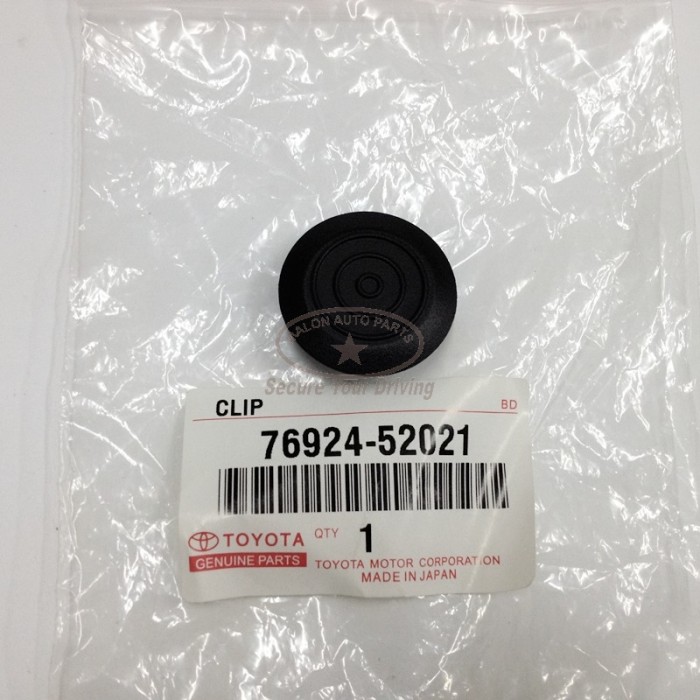 AALON AUTO PARTS
Secure Your Driving
CLIP BD
76924-52021
TOYOTA QTY 1
GENUINE PARTS TOYOTA MOTOR CORPORATION
MADE IN JAPAN